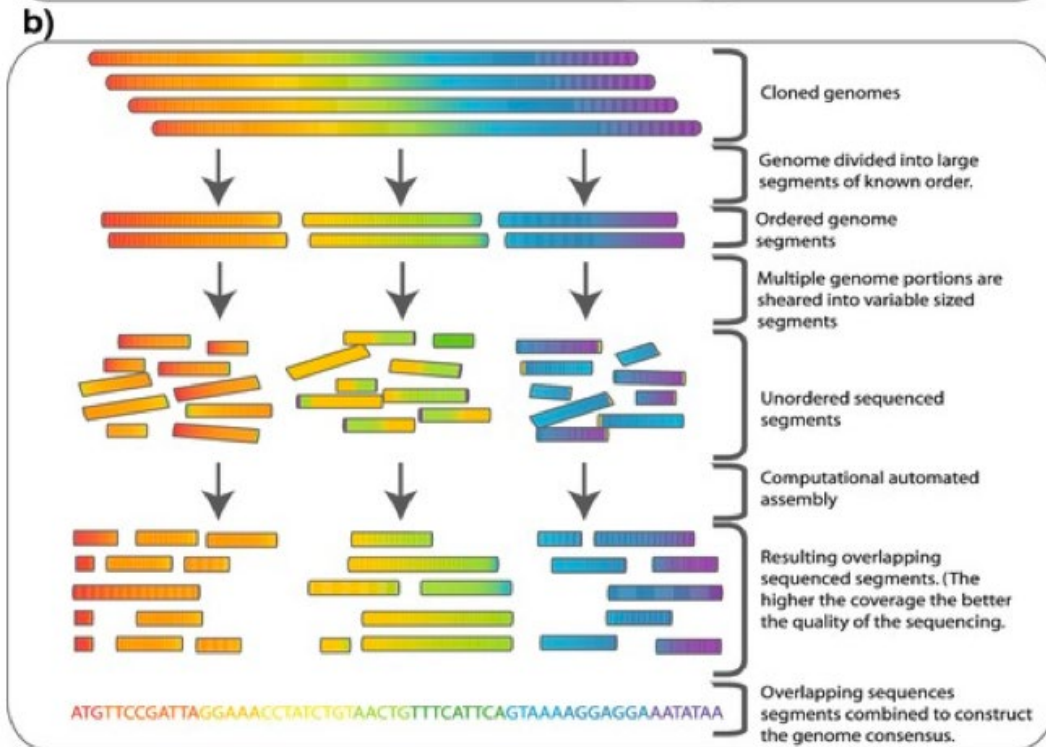 b)
Cloned genomes
Genome divided into large
segments of known order.
Ordered genome
segments
Multiple genome portions are
sheared into variable sized
segments
Unordered sequenced
segments
Computational automated
assembly
Resulting overlapping
sequenced segments. (The
higher the coverage the better
the quality of the sequencing.
ATGTTCCGATTAGGAAACCTATCTGTAACTGTTTCATTCAGTAAAAGGAGGAAATATAA
Overlapping sequences
segments combined to construct
the genome consensus.